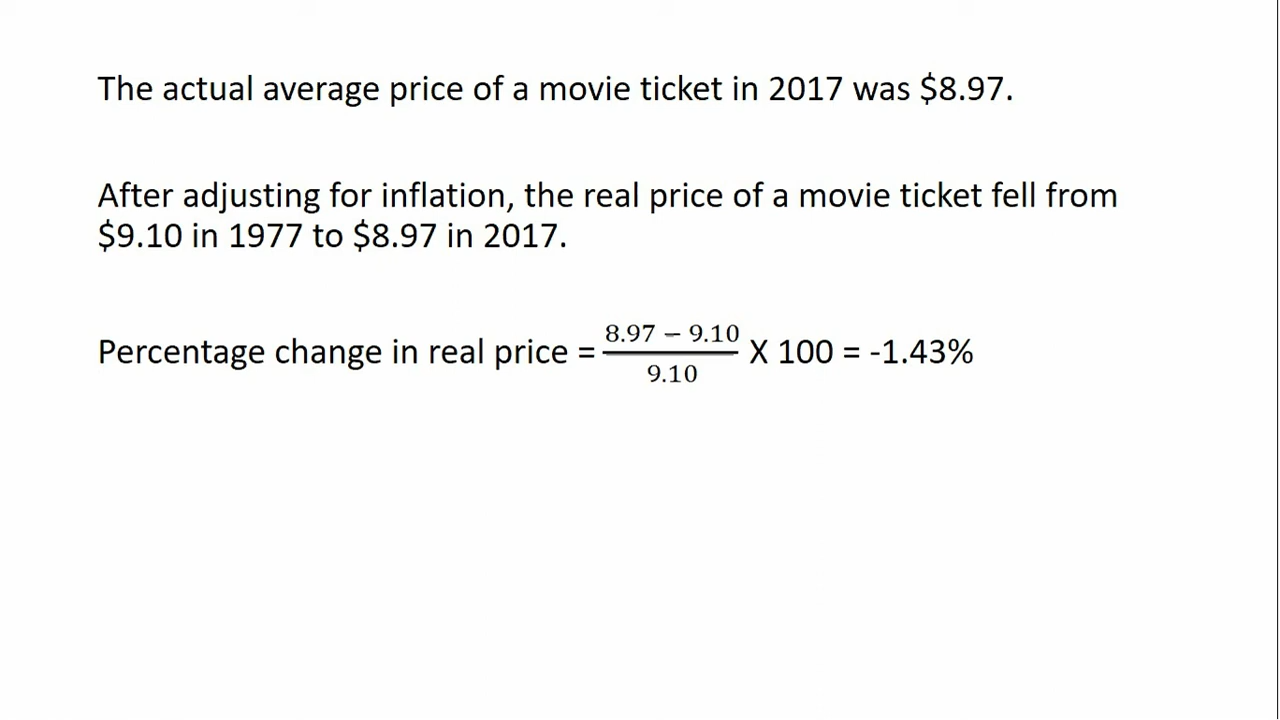 The actual average price of a movie ticket in 2017 was $8.97.
After adjusting for inflation, the real price of a movie ticket fell from
$9.10 in 1977 to $8.97 in 2017.
Percentage change in real price = (8.97 − 9.10)/9.10 X 100 = -1.43%